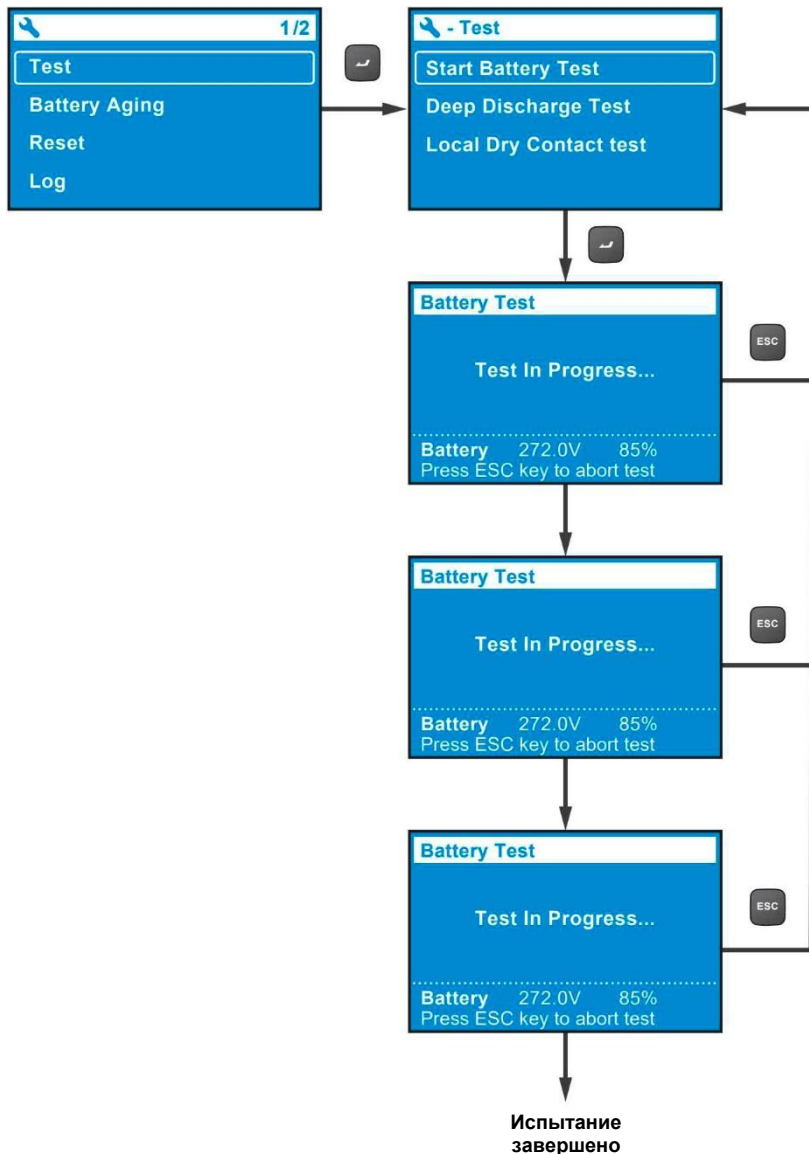 1/2
Test
Battery Aging
Reset
Log
- Test
Start Battery Test
Deep Discharge Test
Local Dry Contact test
Battery Test
ESC
Test In Progress...
Battery 272.0V 85%
Press ESC key to abort test
Battery Test
ESC
Test In Progress...
Battery 272.0V 85%
Press ESC key to abort test
Battery Test
ESC
Test In Progress...
Battery 272.0V 85%
Press ESC key to abort test
Испытание
завершено